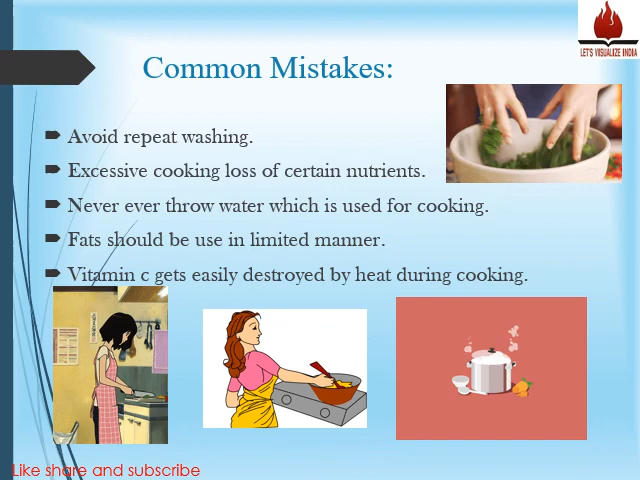 LET'S VISUALIZE INDIA
Common Mistakes:
Avoid repeat washing.
Excessive cooking loss of certain nutrients.
Never ever throw water which is used for cooking.
Fats should be use in limited manner.
Vitamin c gets easily destroyed by heat during cooking.
Like share and subscribe